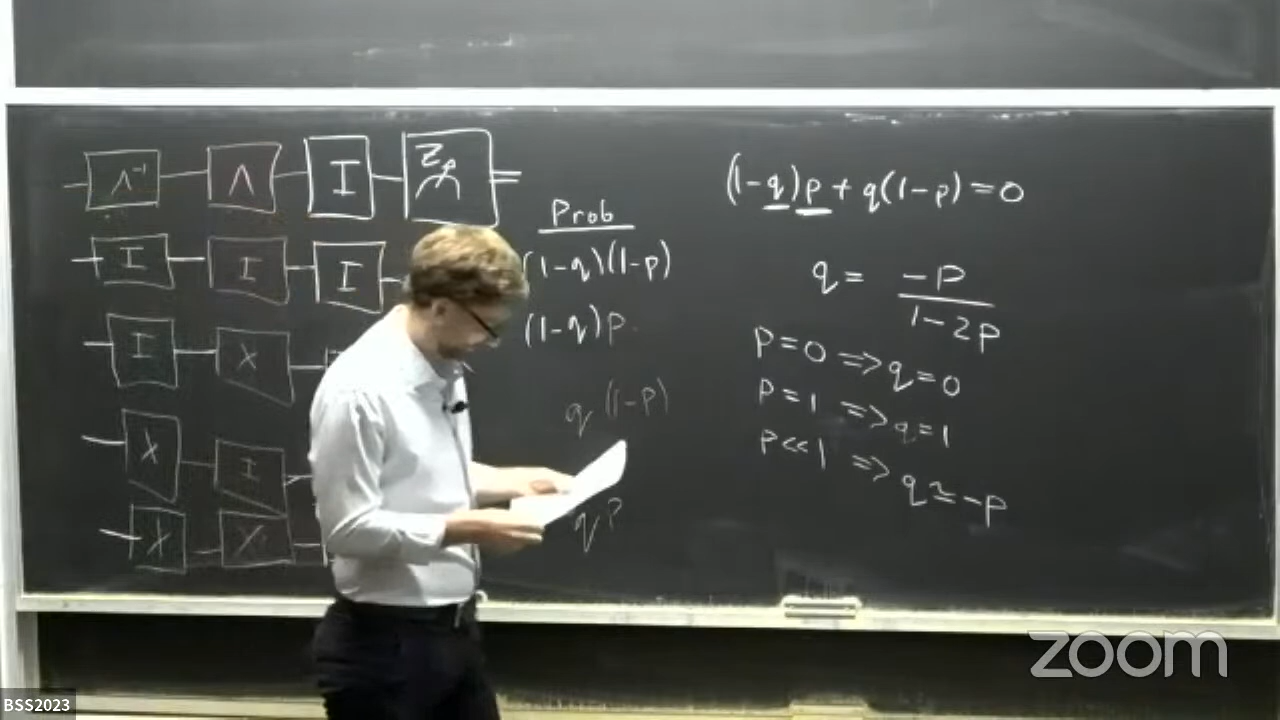 Λ⁻¹ Λ I Z
Prob
I I I (1-q)(1-p)
I X (1-q)p
X I q(1-p)
X X qp
(1-q)p + q(1-p) = 0
q = -p / 1-2p
p=0 => q=0
p=1 => q=1
p<<1 => q≃-p
zoom
BSS2023